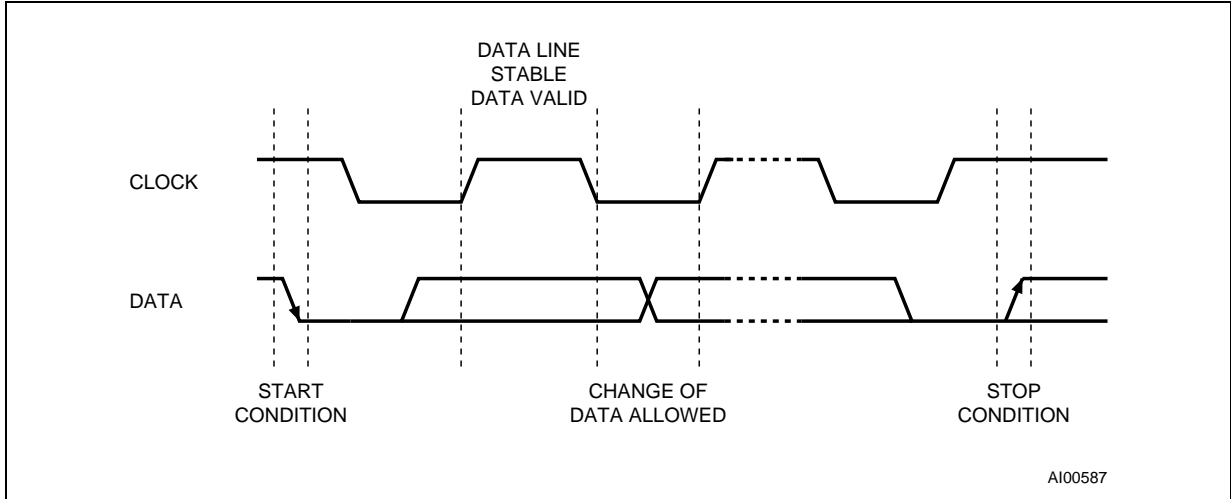 DATA LINE
STABLE
DATA VALID
CLOCK
DATA
START
CONDITION
CHANGE OF
DATA ALLOWED
STOP
CONDITION
AI00587